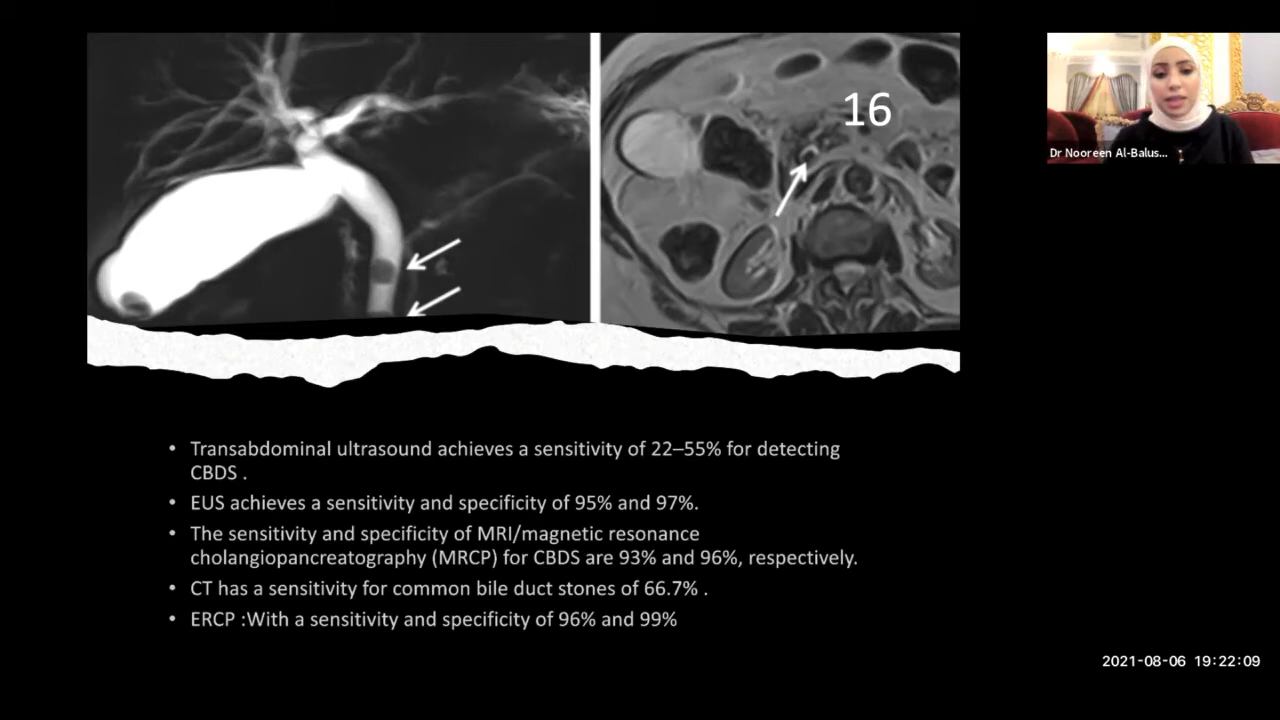 16
Dr Nooreen Al-Balus...
• Transabdominal ultrasound achieves a sensitivity of 22–55% for detecting
CBDS .
• EUS achieves a sensitivity and specificity of 95% and 97%.
• The sensitivity and specificity of MRI/magnetic resonance
cholangiopancreatography (MRCP) for CBDS are 93% and 96%, respectively.
• CT has a sensitivity for common bile duct stones of 66.7% .
• ERCP :With a sensitivity and specificity of 96% and 99%
2021-08-06 19:22:09